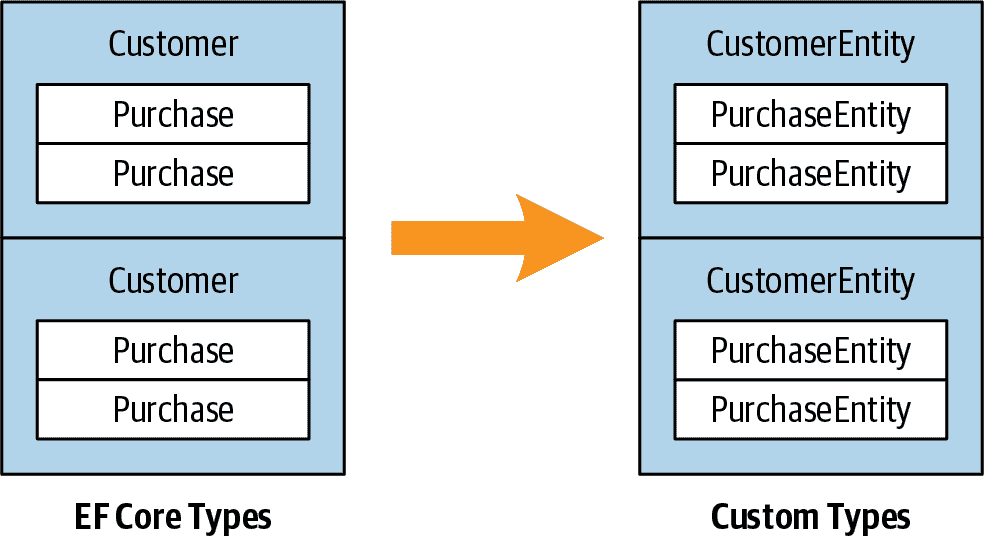 Customer
Purchase
Purchase
Customer
Purchase
Purchase
EF Core Types
CustomerEntity
PurchaseEntity
PurchaseEntity
CustomerEntity
PurchaseEntity
PurchaseEntity
Custom Types